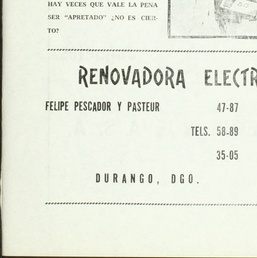 HAY VECES QUE VALE LA PENA
SER "APRETADO" ¿NO ES CIER-
TO?
RENOVADORA ELECTR
FELIPE PESCADOR Y PASTEUR 47-87
TELS. 58-89
35-05
DURANGO, DGO.